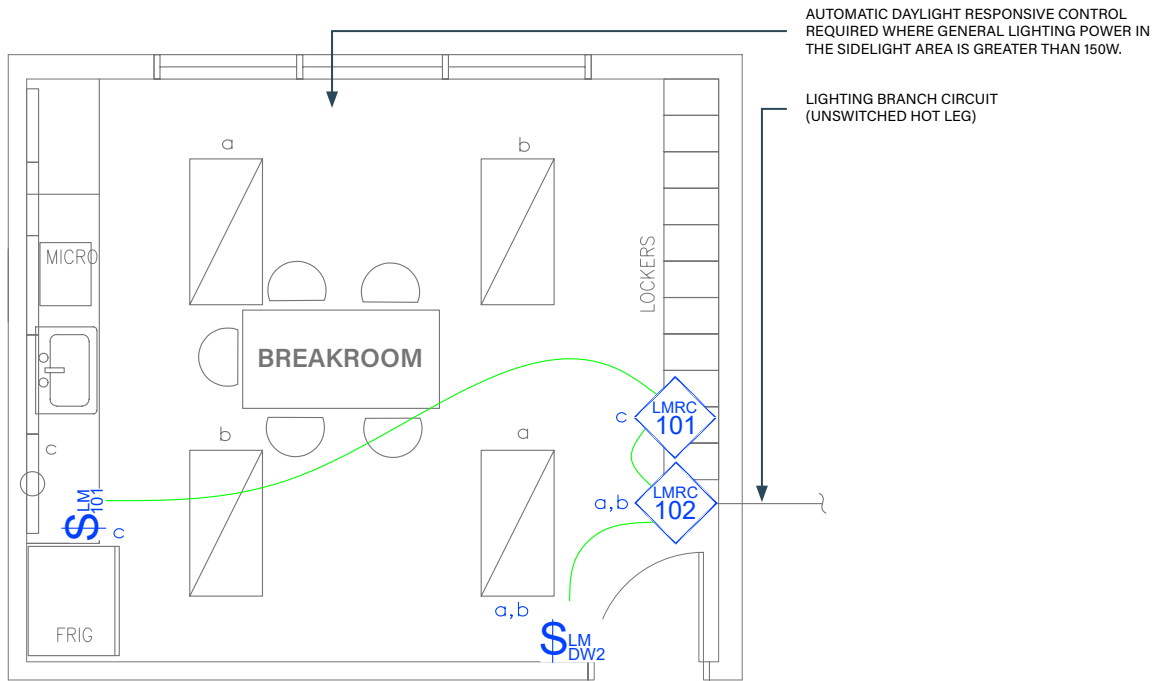 AUTOMATIC DAYLIGHT RESPONSIVE CONTROL
REQUIRED WHERE GENERAL LIGHTING POWER IN
THE SIDELIGHT AREA IS GREATER THAN 150W.
LIGHTING BRANCH CIRCUIT
(UNSWITCHED HOT LEG)
a
b
MICRO
LOCKERS
BREAKROOM
c
LMRC
101
b
a
c
a,b
LMRC
102
$ LM
101
c
a,b
$ LM
DW2
FRIG